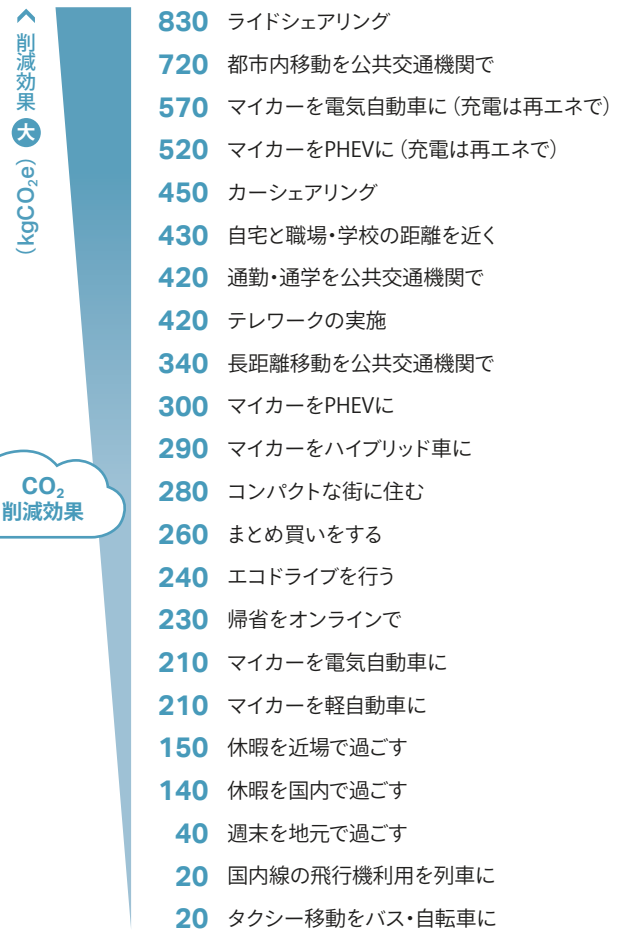 削減効果 大 (kgCO₂e)
830 ライドシェアリング
720 都市内移動を公共交通機関で
570 マイカーを電気自動車に（充電は再エネで）
520 マイカーをPHEVに（充電は再エネで）
450 カーシェアリング
430 自宅と職場・学校の距離を近く
420 通勤・通学を公共交通機関で
420 テレワークの実施
340 長距離移動を公共交通機関で
300 マイカーをPHEVに
290 マイカーをハイブリッド車に
280 コンパクトな街に住む
260 まとめ買いをする
240 エコドライブを行う
230 帰省をオンラインで
210 マイカーを電気自動車に
210 マイカーを軽自動車に
150 休暇を近場で過ごす
140 休暇を国内で過ごす
40 週末を地元で過ごす
20 国内線の飛行機利用を列車に
20 タクシー移動をバス・自転車に
CO₂
削減効果